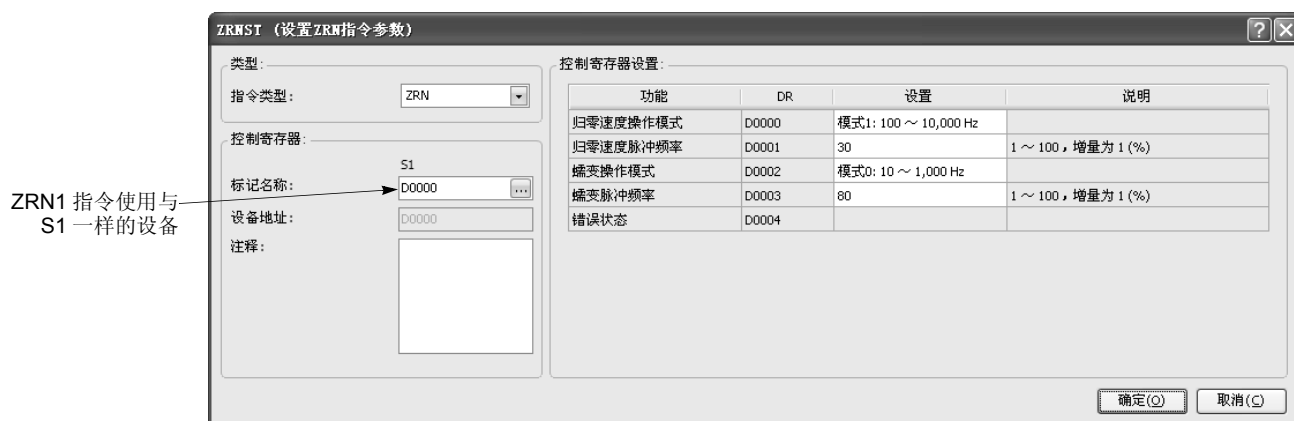 ZRNST （设置ZRN指令参数）
类型:
指令类型:
ZRN
控制寄存器:
S1
标记名称:
D0000
...
设备地址:
D0000
注释:
ZRN1 指令使用与
S1 一样的设备
控制寄存器设置:
功能 DR 设置 说明
归零速度操作模式 D0000 模式1: 100 ～ 10,000 Hz
归零速度脉冲频率 D0001 30 1 ～ 100，增量为 1 (%)
蠕变操作模式 D0002 模式0: 10 ～ 1,000 Hz
蠕变脉冲频率 D0003 80 1 ～ 100，增量为 1 (%)
错误状态 D0004
确定(O) 取消(C)